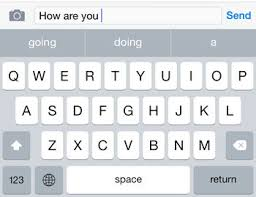 How are you
Send
going doing a
Q W E R T Y U I O P
A S D F G H J K L
Z X C V B N M
123 space return